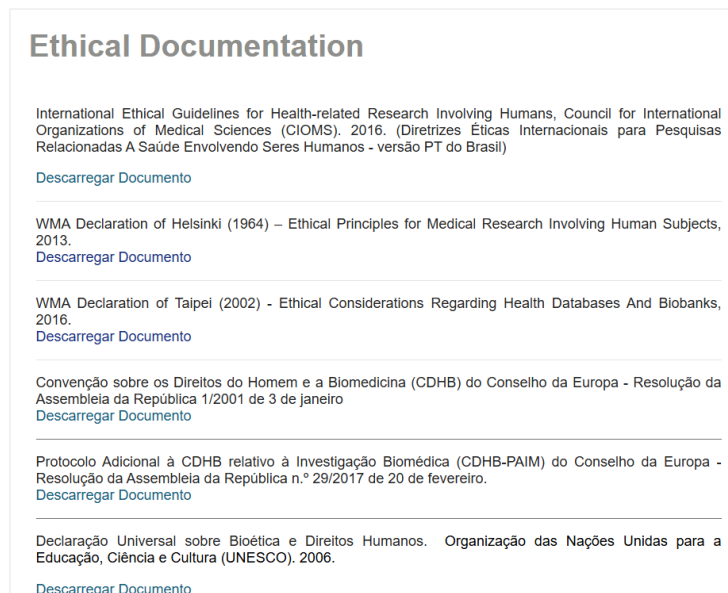 Ethical Documentation
International Ethical Guidelines for Health-related Research Involving Humans, Council for International
Organizations of Medical Sciences (CIOMS). 2016. (Diretrizes Éticas Internacionais para Pesquisas
Relacionadas A Saúde Envolvendo Seres Humanos - versão PT do Brasil)
Descarregar Documento
WMA Declaration of Helsinki (1964) – Ethical Principles for Medical Research Involving Human Subjects,
2013.
Descarregar Documento
WMA Declaration of Taipei (2002) - Ethical Considerations Regarding Health Databases And Biobanks,
2016.
Descarregar Documento
Convenção sobre os Direitos do Homem e a Biomedicina (CDHB) do Conselho da Europa - Resolução da
Assembleia da República 1/2001 de 3 de janeiro
Descarregar Documento
Protocolo Adicional à CDHB relativo à Investigação Biomédica (CDHB-PAIM) do Conselho da Europa -
Resolução da Assembleia da República n.º 29/2017 de 20 de fevereiro.
Descarregar Documento
Declaração Universal sobre Bioética e Direitos Humanos. Organização das Nações Unidas para a
Educação, Ciência e Cultura (UNESCO). 2006.
Descarregar Documento